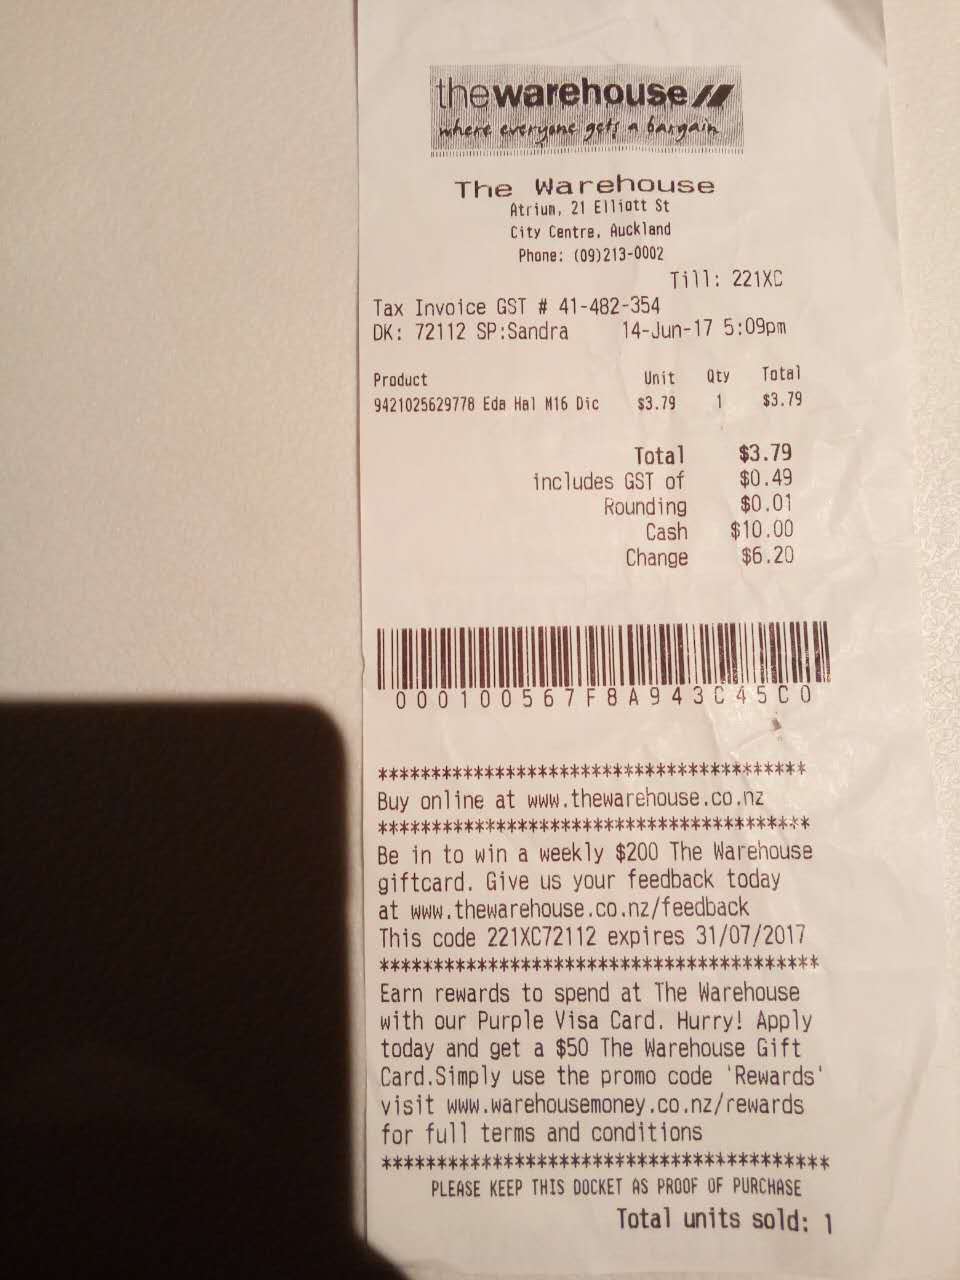 thewarehouse
where everyone gets a bargain
The Warehouse
Atrium, 21 Elliott St
City Centre, Auckland
Phone: (09)213-0002
Till: 221XC
Tax Invoice GST # 41-482-354
DK: 72112 SP:Sandra 14-Jun-17 5:09pm
Product Unit Qty Total
9421025629778 Eda Hal M16 Dic $3.79 1 $3.79
Total $3.79
includes GST of $0.49
Rounding $0.01
Cash $10.00
Change $6.20
000100567F8A943C45C0
****************************************
Buy online at www.thewarehouse.co.nz
****************************************
Be in to win a weekly $200 The Warehouse
giftcard. Give us your feedback today
at www.thewarehouse.co.nz/feedback
This code 221XC72112 expires 31/07/2017
****************************************
Earn rewards to spend at The Warehouse
with our Purple Visa Card. Hurry! Apply
today and get a $50 The Warehouse Gift
Card.Simply use the promo code 'Rewards'
visit www.warehousemoney.co.nz/rewards
for full terms and conditions
****************************************
PLEASE KEEP THIS DOCKET AS PROOF OF PURCHASE
Total units sold: 1